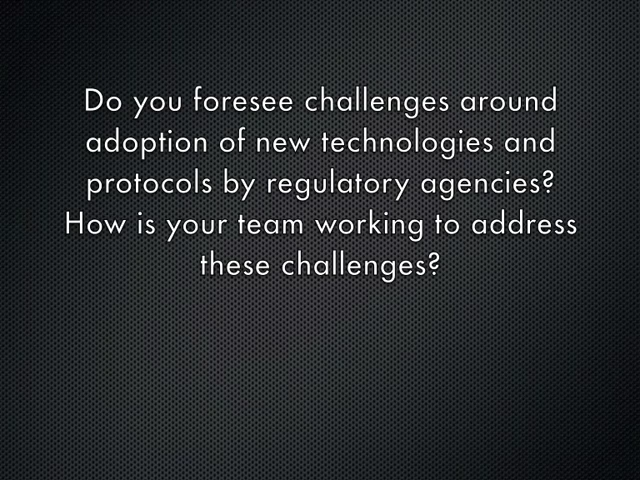 Do you foresee challenges around
adoption of new technologies and
protocols by regulatory agencies?
How is your team working to address
these challenges?